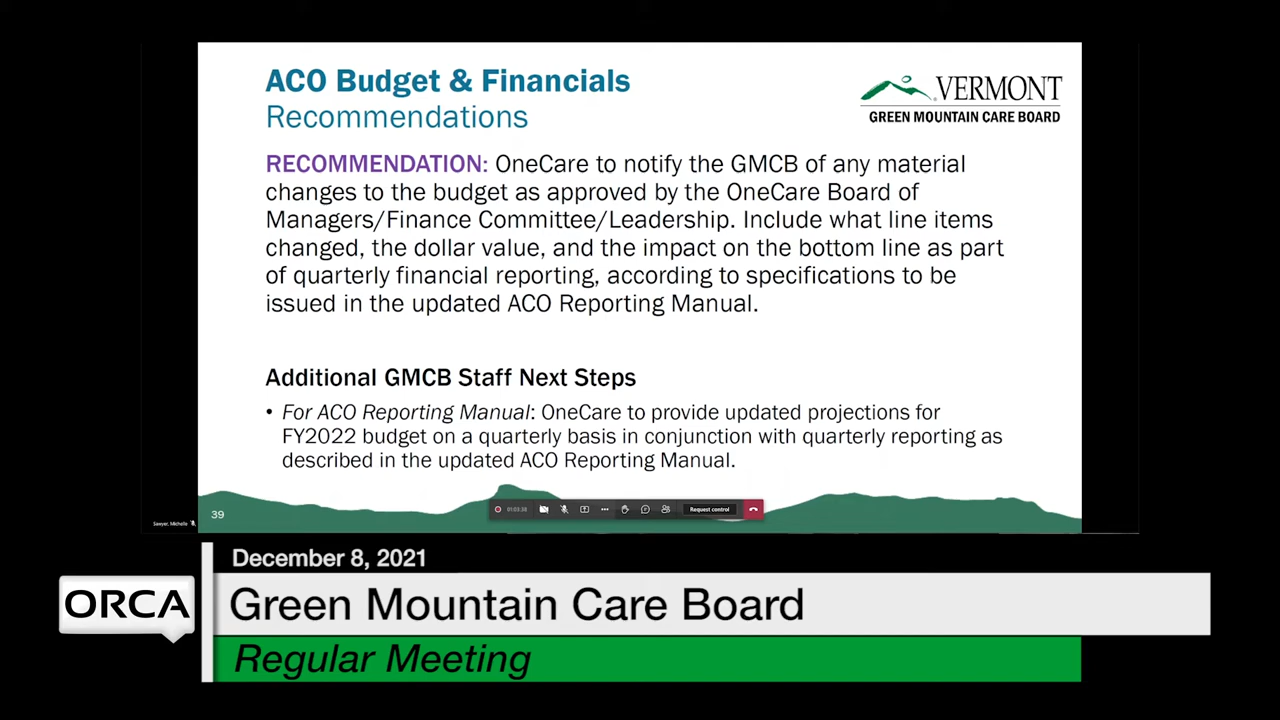 ACO Budget & Financials
Recommendations
VERMONT
GREEN MOUNTAIN CARE BOARD
RECOMMENDATION: OneCare to notify the GMCB of any material
changes to the budget as approved by the OneCare Board of
Managers/Finance Committee/Leadership. Include what line items
changed, the dollar value, and the impact on the bottom line as part
of quarterly financial reporting, according to specifications to be
issued in the updated ACO Reporting Manual.
Additional GMCB Staff Next Steps
• For ACO Reporting Manual: OneCare to provide updated projections for
FY2022 budget on a quarterly basis in conjunction with quarterly reporting as
described in the updated ACO Reporting Manual.
39
01:03:38
Request control
Sawyer, Michelle
December 8, 2021
ORCA
Green Mountain Care Board
Regular Meeting